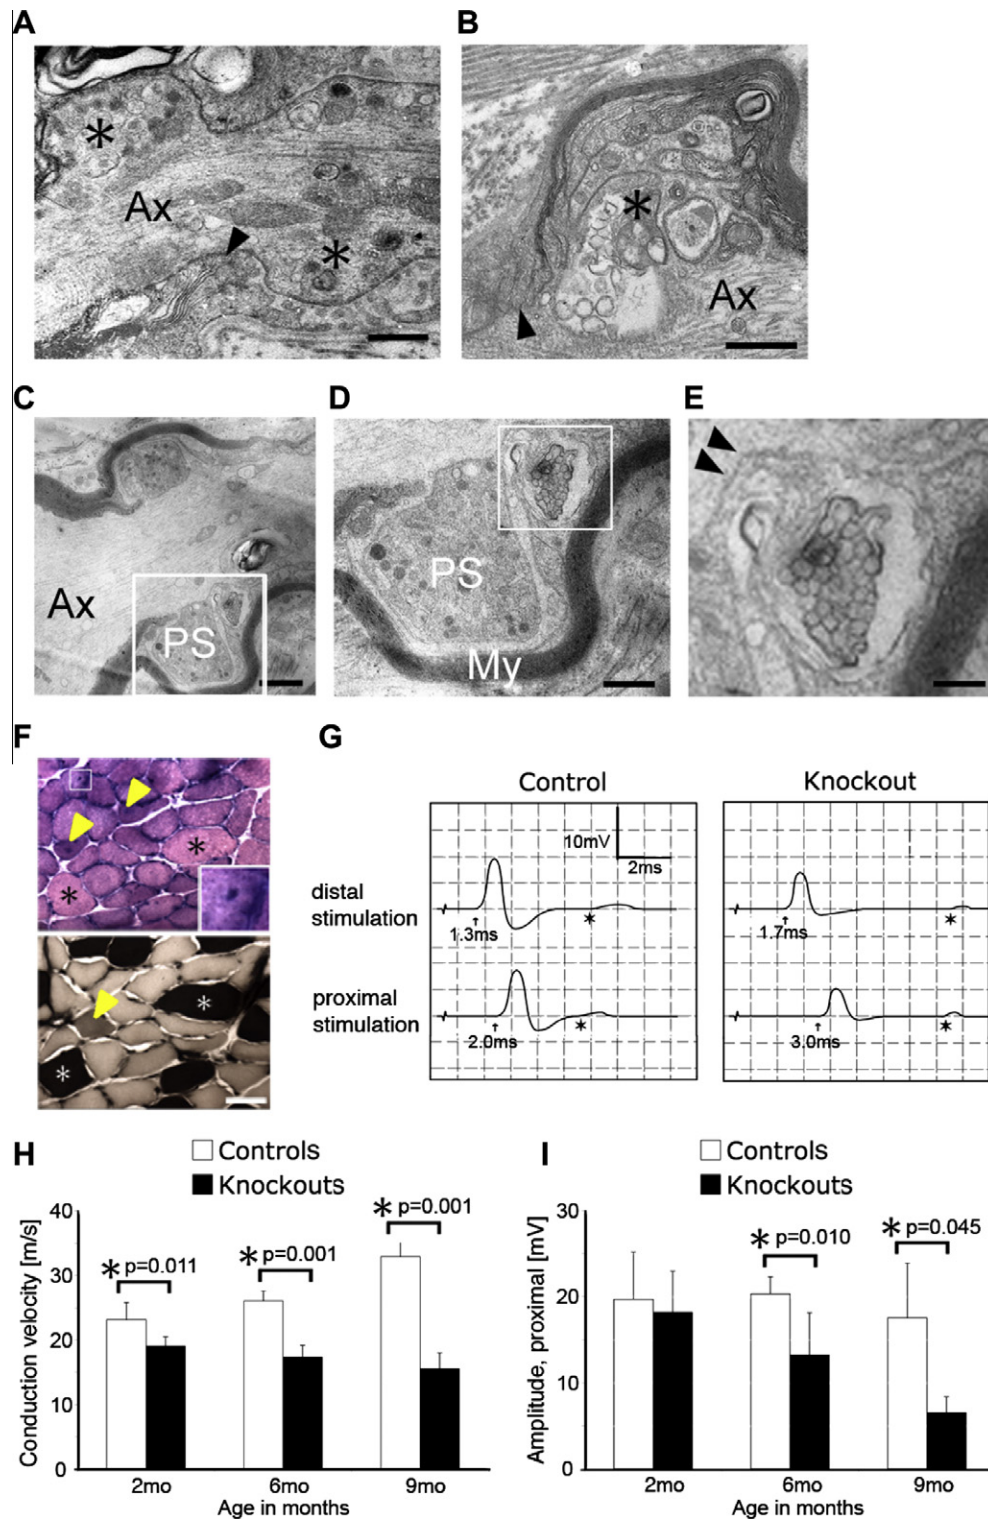 A
B
*
Ax
*
*
Ax
C
D
E
Ax
PS
PS
My
F
G
*
*
*
*
Control
Knockout
10mV
2ms
distal
stimulation
1.3ms
1.7ms
proximal
stimulation
2.0ms
3.0ms
H
Controls
Knockouts
Conduction velocity [m/s]
40
30
20
10
0
* p=0.011
* p=0.001
* p=0.001
2mo
6mo
9mo
Age in months
I
Controls
Knockouts
Amplitude, proximal [mV]
30
20
10
0
* p=0.010
* p=0.045
2mo
6mo
9mo
Age in months